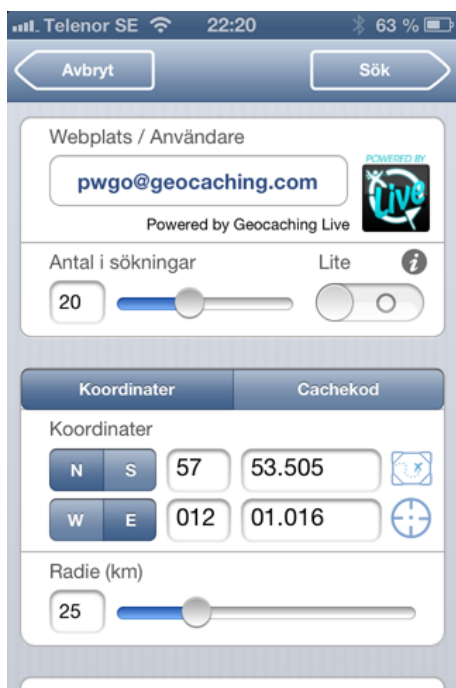 Telenor SE 22:20 63 %
Avbryt Sök
Webplats / Användare
pwgo@geocaching.com
POWERED BY
Live
Powered by Geocaching Live
Antal i sökningar Lite i
20
Koordinater Cachekod
Koordinater
N S 57 53.505
W E 012 01.016
Radie (km)
25